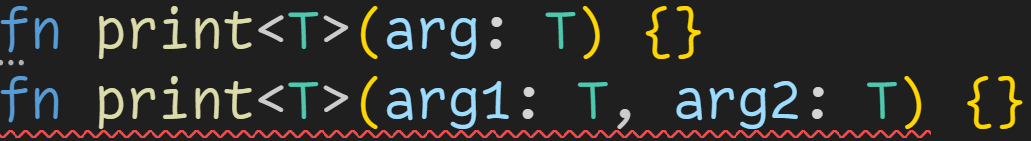 fn print<T>(arg: T) {}
fn print<T>(arg1: T, arg2: T) {}